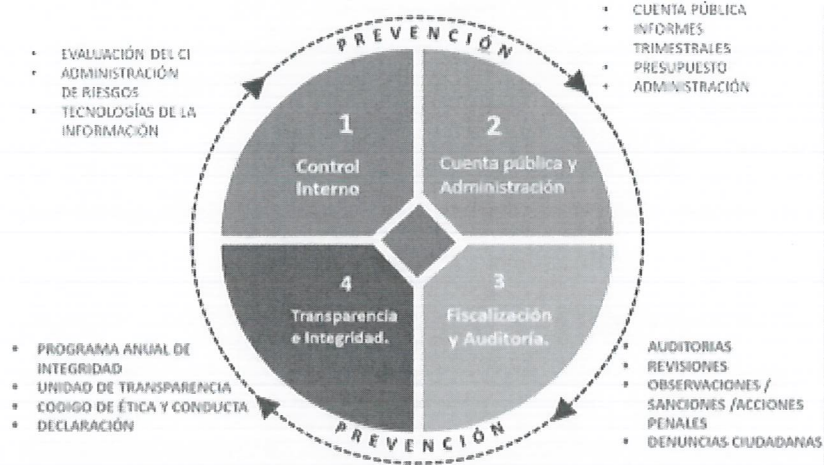 PREVENCIÓN
• EVALUACIÓN DEL CI
• ADMINISTRACIÓN
DE RIESGOS
• TECNOLOGÍAS DE LA
INFORMACIÓN
• CUENTA PÚBLICA
• INFORMES
TRIMESTRALES
• PRESUPUESTO
• ADMINISTRACIÓN
1
Control
Interno
2
Cuenta pública y
Administración
4
Transparencia
e Integridad.
3
Fiscalización
y Auditoría.
• PROGRAMA ANUAL DE
INTEGRIDAD
• UNIDAD DE TRANSPARENCIA
• CODIGO DE ÉTICA Y CONDUCTA
• DECLARACIÓN
• AUDITORIAS
• REVISIONES
• OBSERVACIONES /
SANCIONES /ACCIONES
PENALES
• DENUNCIAS CIUDADANAS
PREVENCIÓN